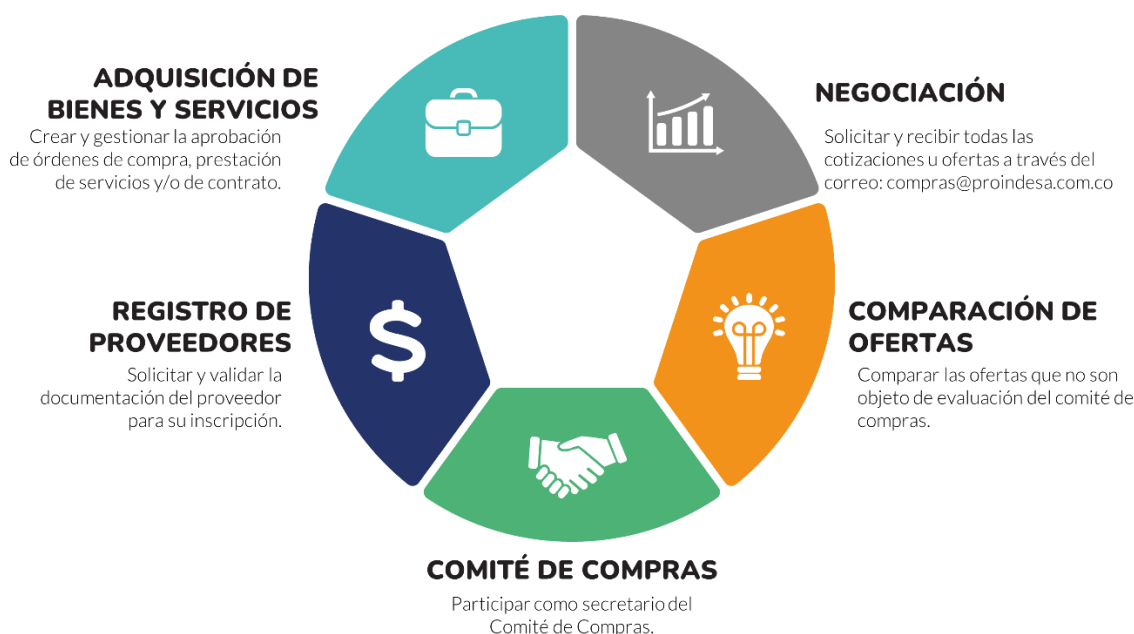 ADQUISICIÓN DE
BIENES Y SERVICIOS
Crear y gestionar la aprobación
de órdenes de compra, prestación
de servicios y/o de contrato.
NEGOCIACIÓN
Solicitar y recibir todas las
cotizaciones u ofertas a través del
correo: compras@proindesa.com.co
REGISTRO DE
PROVEEDORES
Solicitar y validar la
documentación del proveedor
para su inscripción.
COMPARACIÓN DE
OFERTAS
Comparar las ofertas que no son
objeto de evaluación del comité de
compras.
COMITÉ DE COMPRAS
Participar como secretario del
Comité de Compras.